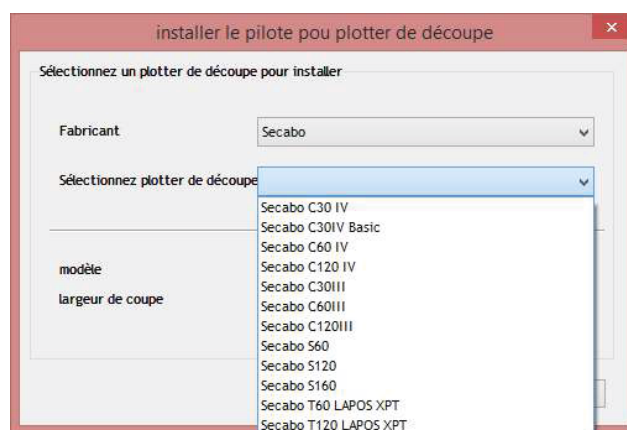 installer le pilote pou plotter de découpe
Sélectionnez un plotter de découpe pour installer
Fabricant
Secabo
Sélectionnez plotter de découpe
Secabo C30 IV
Secabo C30IV Basic
Secabo C60 IV
Secabo C120 IV
modèle
Secabo C30III
largeur de coupe
Secabo C60III
Secabo C120III
Secabo S60
Secabo S120
Secabo S160
Secabo T60 LAPOS XPT
Secabo T120 LAPOS XPT